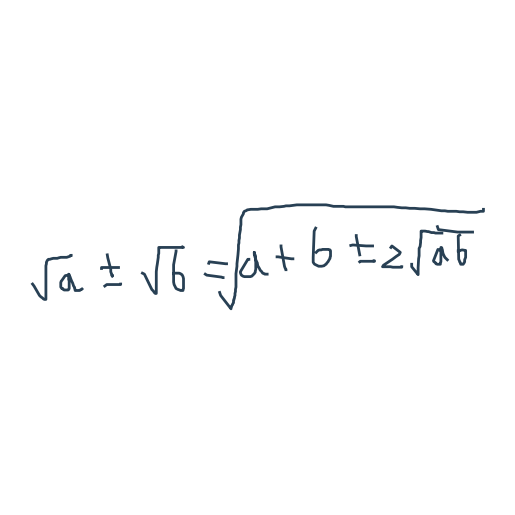 √a ± √b = √(a + b ± 2√(ab))